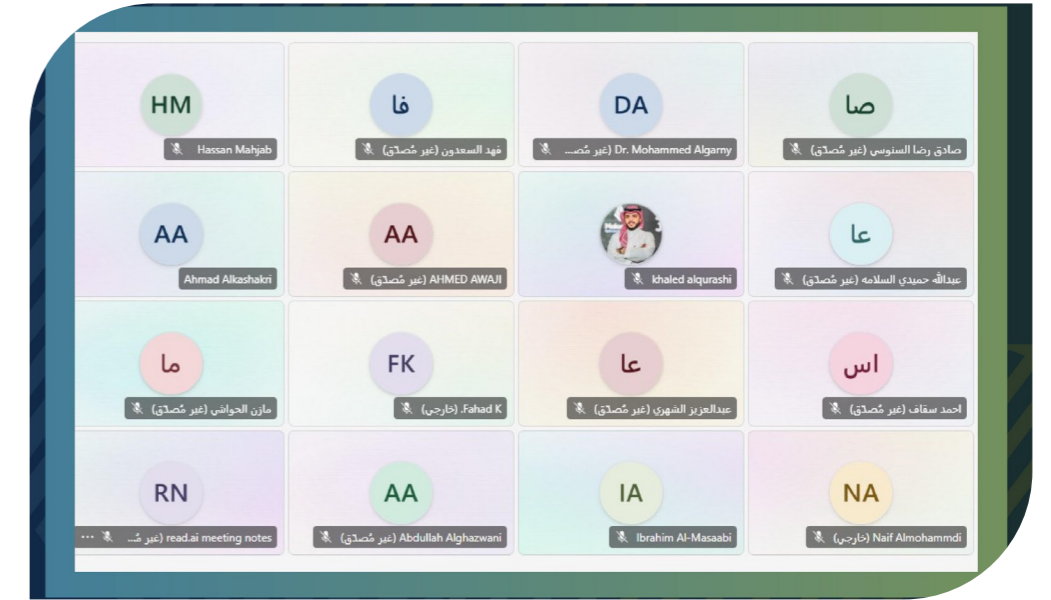 صا
صادق رضا السنوسي (غير مُصدّق)
DA
Dr. Mohammed Algarny (غير مُصـ...
فا
فهد السعدون (غير مُصدّق)
HM
Hassan Mahjab
عا
عبدالله حميدي السلامه (غير مُصدّق)
khaled alqurashi
AA
AHMED AWAJI (غير مُصدّق)
AA
Ahmad Alkashakri
اس
احمد سقاف (غير مُصدّق)
عا
عبدالعزيز الشهري (غير مُصدّق)
FK
Fahad K. (خارجي)
ما
مازن الحواشي (غير مُصدّق)
NA
Naif Almohammdi (خارجي)
IA
Ibrahim Al-Masaabi
AA
Abdullah Alghazwani (غير مُصدّق)
RN
read.ai meeting notes (غير مُـ...